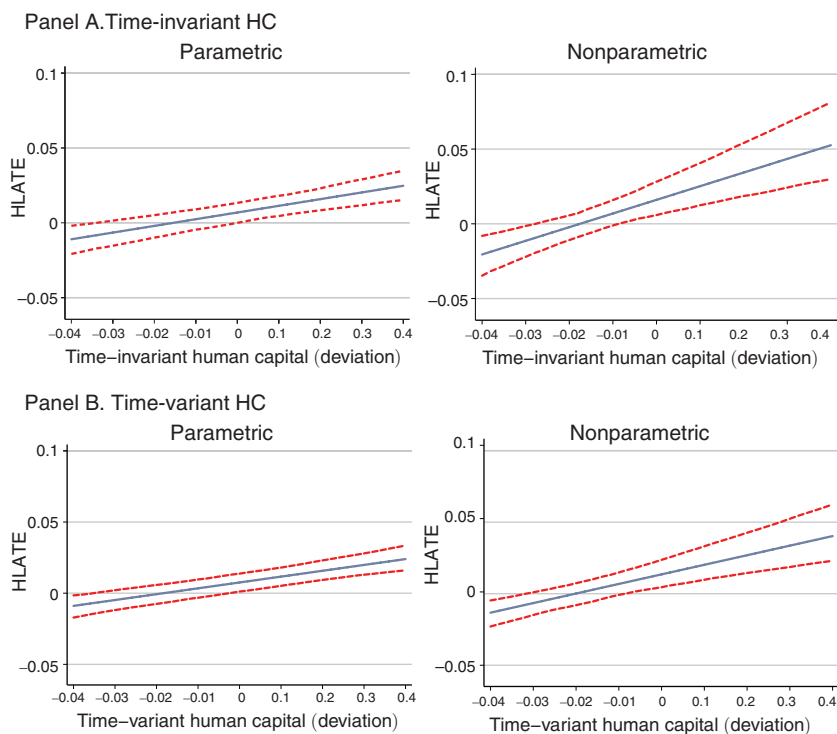 Panel A.Time-invariant HC
Parametric
0.1
0.05
0
−0.05
HLATE
−0.04 −0.03 −0.02 −0.01 0 0.1 0.2 0.3 0.4
Time−invariant human capital (deviation)
Nonparametric
0.1
0.05
0
−0.05
HLATE
−0.04 −0.03 −0.02 −0.01 0 0.1 0.2 0.3 0.4
Time−invariant human capital (deviation)
Panel B. Time-variant HC
Parametric
0.1
0.05
0
−0.05
HLATE
−0.04 −0.03 −0.02 −0.01 0 0.1 0.2 0.3 0.4
Time−variant human capital (deviation)
Nonparametric
0.1
0.05
0
−0.05
HLATE
−0.04 −0.03 −0.02 −0.01 0 0.1 0.2 0.3 0.4
Time−variant human capital (deviation)